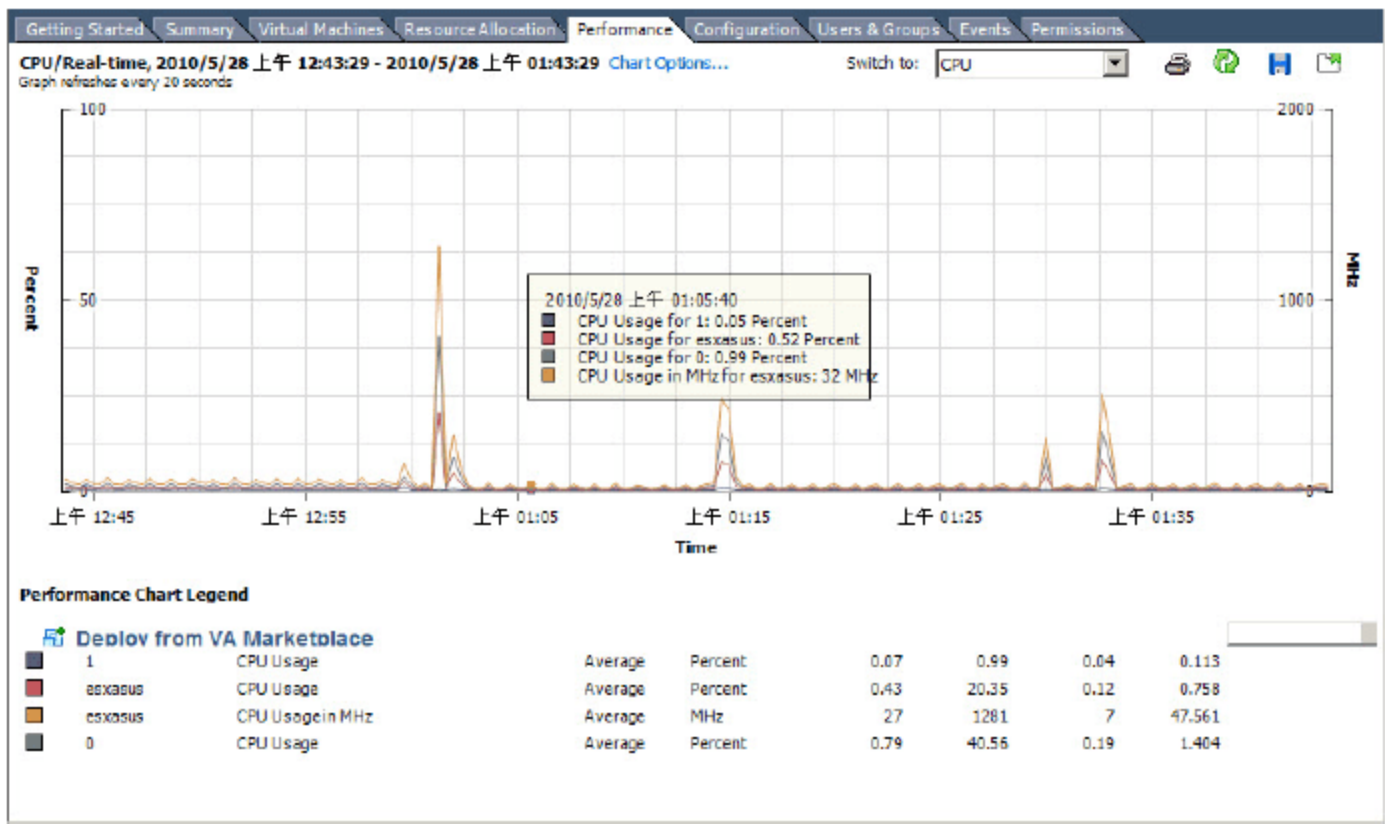 Getting Started Summary Virtual Machines Resource Allocation Performance Configuration Users & Groups Events Permissions
CPU/Real-time, 2010/5/28 上午 12:43:29 - 2010/5/28 上午 01:43:29 Chart Options... Switch to: CPU
Graph refreshes every 20 seconds
100 2000
Percent
MHz
50 1000
2010/5/28 上午 01:05:40
CPU Usage for 1: 0.05 Percent
CPU Usage for esxasus: 0.52 Percent
CPU Usage for 0: 0.99 Percent
CPU Usage in MHz for esxasus: 32 MHz
0 0
上午 12:45 上午 12:55 上午 01:05 上午 01:15 上午 01:25 上午 01:35
Time
Performance Chart Legend
Deploy from VA Marketplace
1 CPU Usage Average Percent 0.07 0.99 0.04 0.113
esxasus CPU Usage Average Percent 0.43 20.35 0.12 0.758
esxasus CPU Usage in MHz Average MHz 27 1281 7 47.561
0 CPU Usage Average Percent 0.79 40.56 0.19 1.404